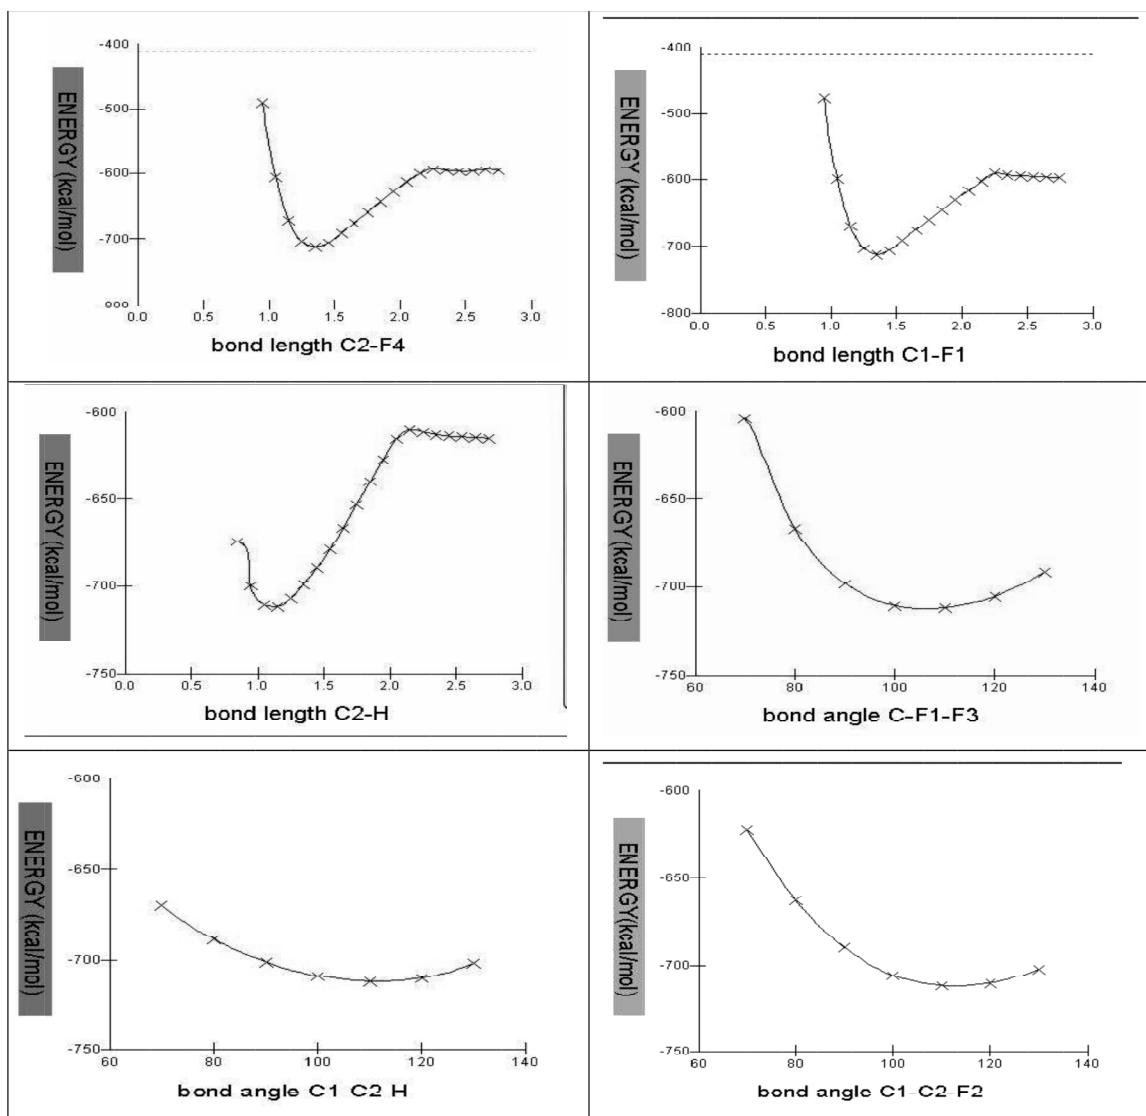 ENERGY (kcal/mol)
-400
-500
-600
-700
0.0 0.5 1.0 1.5 2.0 2.5 3.0
bond length C2-F4
ENERGY (kcal/mol)
-400
-500
-600
-700
-800
0.0 0.5 1.0 1.5 2.0 2.5 3.0
bond length C1-F1
ENERGY (kcal/mol)
-600
-650
-700
-750
0.0 0.5 1.0 1.5 2.0 2.5 3.0
bond length C2-H
ENERGY (kcal/mol)
-600
-650
-700
-750
60 80 100 120 140
bond angle C-F1-F3
ENERGY (kcal/mol)
-600
-650
-700
-750
60 80 100 120 140
bond angle C1-C2-H
ENERGY(kcal/mol)
-600
-650
-700
-750
60 80 100 120 140
bond angle C1-C2-F2